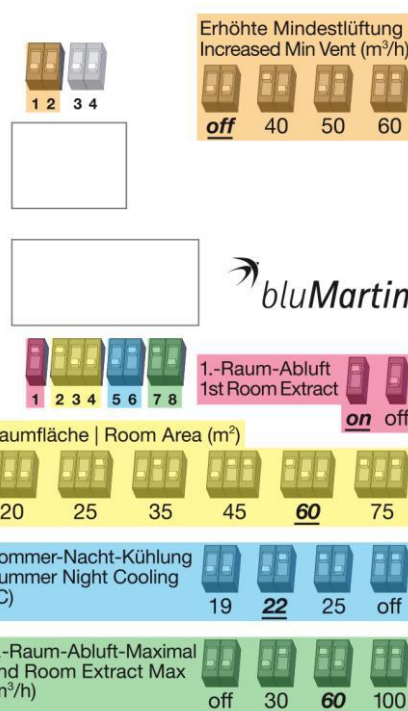 Erhöhte Mindestlüftung
Increased Min Vent (m³/h)
off 40 50 60
1 2 3 4
bluMartin
1 2 3 4 5 6 7 8
1.-Raum-Abluft
1st Room Extract
on off
aumfläche | Room Area (m²)
20 25 35 45 60 75
ommer-Nacht-Kühlung
ummer Night Cooling
C)
19 22 25 off
.-Raum-Abluft-Maximal
nd Room Extract Max
m³/h)
off 30 60 100